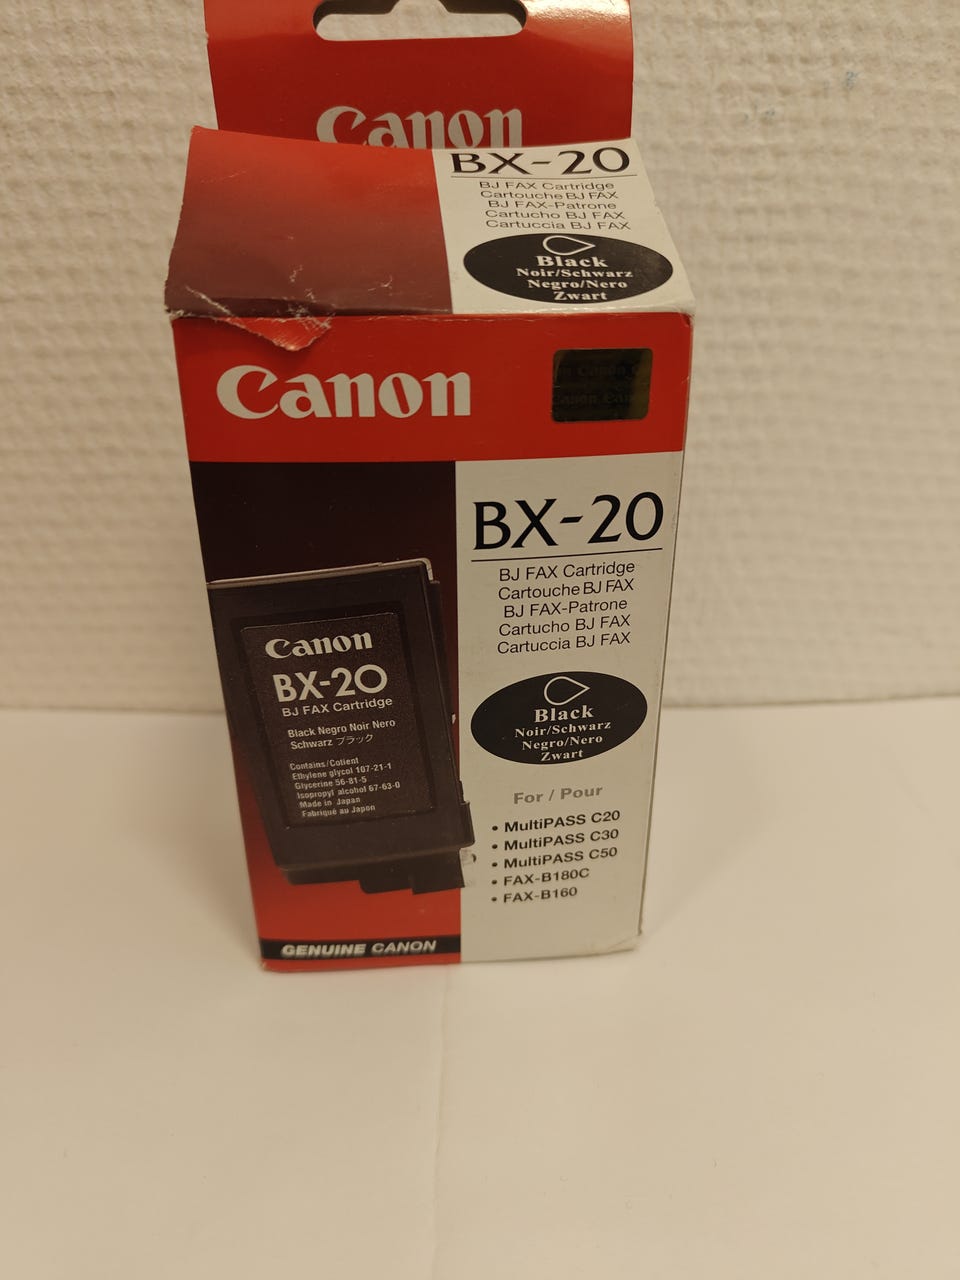 Canon
BX-20
BJ FAX Cartridge
Cartouche BJ FAX
BJ FAX-Patrone
Cartucho BJ FAX
Cartuccia BJ FAX
Black
Noir/Schwarz
Negro/Nero
Zwart
Canon
Canon
Canon
BX-20
BJ FAX Cartridge
Cartouche BJ FAX
BJ FAX-Patrone
Cartucho BJ FAX
Cartuccia BJ FAX
Canon
BX-20
BJ FAX Cartridge
Black Negro Noir Nero
Schwarz ブラック
Contains/Cotient
Ethylene glycol 107-21-1
Glycerine 56-81-5
Isopropyl alcohol 67-63-0
Made in Japan
Fabriqué au Japon
Black
Noir/Schwarz
Negro/Nero
Zwart
For / Pour
• MultiPASS C20
• MultiPASS C30
• MultiPASS C50
• FAX-B180C
• FAX-B160
GENUINE CANON